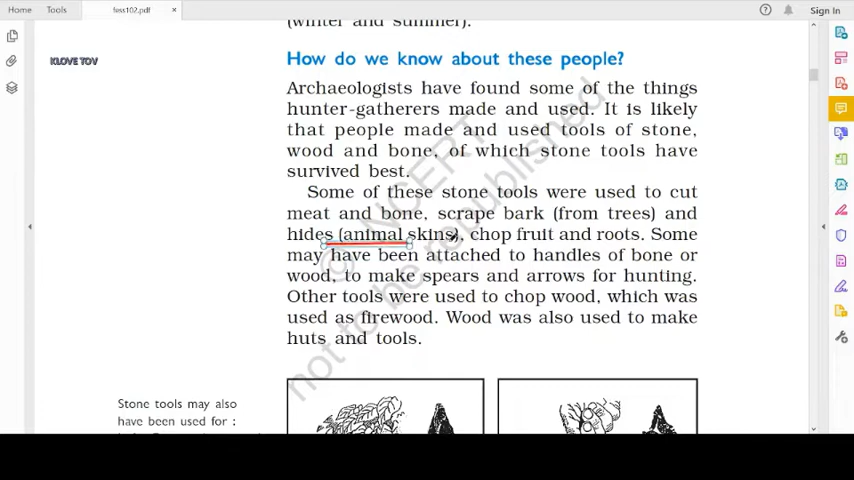 Home Tools fess102.pdf × Sign In
(winter and summer).
How do we know about these people?
KLOVE TOV
Archaeologists have found some of the things
hunter-gatherers made and used. It is likely
that people made and used tools of stone,
wood and bone, of which stone tools have
survived best.
Some of these stone tools were used to cut
meat and bone, scrape bark (from trees) and
hides (animal skins), chop fruit and roots. Some
may have been attached to handles of bone or
wood, to make spears and arrows for hunting.
Other tools were used to chop wood, which was
used as firewood. Wood was also used to make
huts and tools.
© NCERT
not to be republished
Stone tools may also
have been used for :